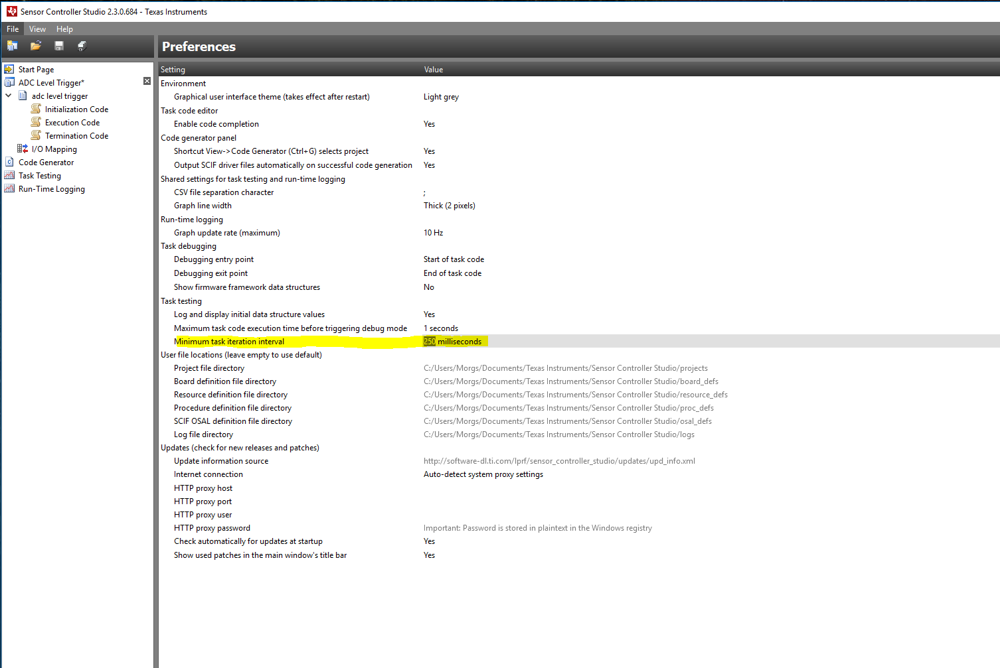 Sensor Controller Studio 2.3.0.684 - Texas Instruments
File View Help
Preferences
Start Page
ADC Level Trigger*
adc level trigger
Initialization Code
Execution Code
Termination Code
I/O Mapping
Code Generator
Task Testing
Run-Time Logging
Setting Value
Environment
Graphical user interface theme (takes effect after restart) Light grey
Task code editor
Enable code completion Yes
Code generator panel
Shortcut View->Code Generator (Ctrl+G) selects project Yes
Output SCIF driver files automatically on successful code generation Yes
Shared settings for task testing and run-time logging
CSV file separation character ;
Graph line width Thick (2 pixels)
Run-time logging
Graph update rate (maximum) 10 Hz
Task debugging
Debugging entry point Start of task code
Debugging exit point End of task code
Show firmware framework data structures No
Task testing
Log and display initial data structure values Yes
Maximum task code execution time before triggering debug mode 1 seconds
Minimum task iteration interval 250 milliseconds
User file locations (leave empty to use default)
Project file directory C:/Users/Morgs/Documents/Texas Instruments/Sensor Controller Studio/projects
Board definition file directory C:/Users/Morgs/Documents/Texas Instruments/Sensor Controller Studio/board_defs
Resource definition file directory C:/Users/Morgs/Documents/Texas Instruments/Sensor Controller Studio/resource_defs
Procedure definition file directory C:/Users/Morgs/Documents/Texas Instruments/Sensor Controller Studio/proc_defs
SCIF OSAL definition file directory C:/Users/Morgs/Documents/Texas Instruments/Sensor Controller Studio/osal_defs
Log file directory C:/Users/Morgs/Documents/Texas Instruments/Sensor Controller Studio/logs
Updates (check for new releases and patches)
Update information source http://software-dl.ti.com/lprf/sensor_controller_studio/updates/upd_info.xml
Internet connection Auto-detect system proxy settings
HTTP proxy host
HTTP proxy port
HTTP proxy user
HTTP proxy password Important: Password is stored in plaintext in the Windows registry
Check automatically for updates at startup Yes
Show used patches in the main window's title bar Yes